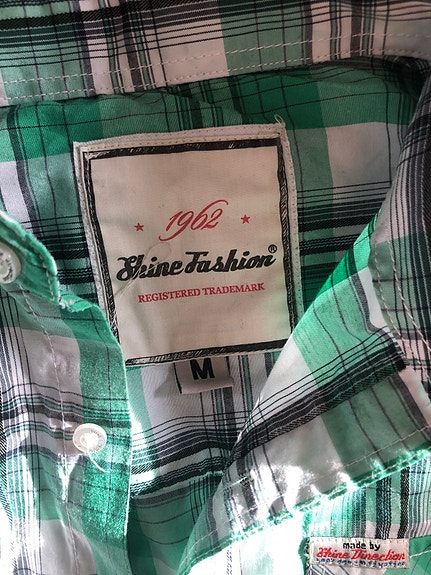 1962
Shine Fashion®
REGISTERED TRADEMARK
M
made by
Shine Direction